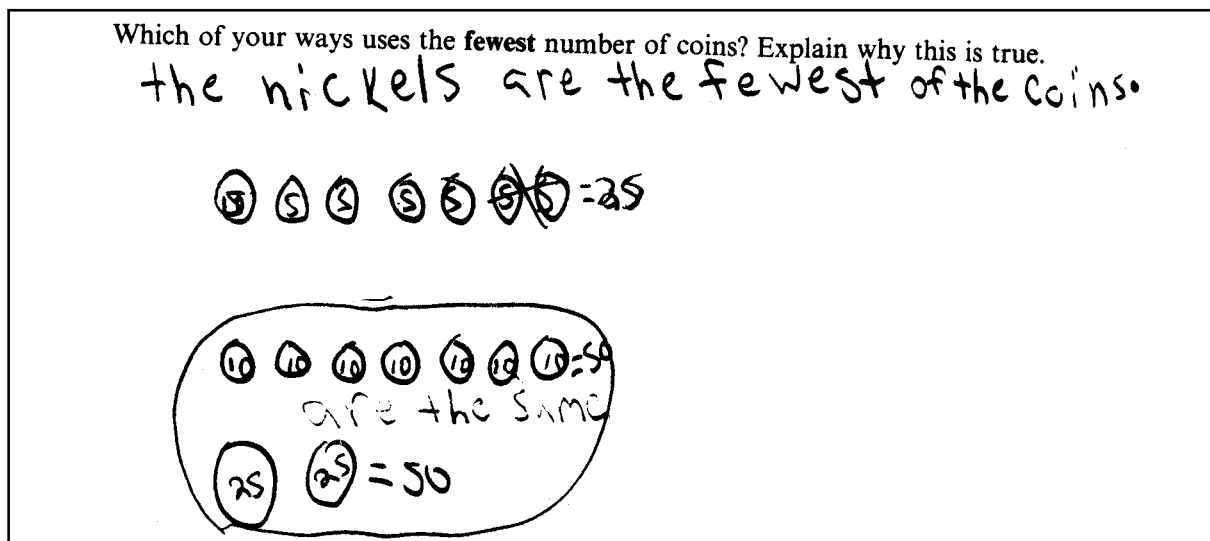 Which of your ways uses the fewest number of coins? Explain why this is true.
the nickels are the fewest of the coins.
5 5 5 5 5 5 =25
10 10 10 10 10 10 10 =50
are the same
25 25 = 50